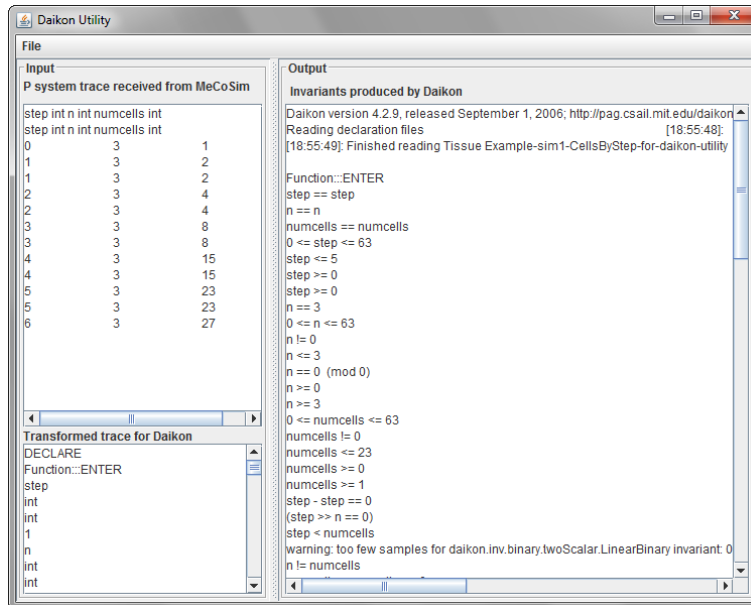 Daikon Utility
File
Input
P system trace received from MeCoSim
step int n int numcells int
step int n int numcells int
0 3 1
1 3 2
1 3 2
2 3 4
2 3 4
3 3 8
3 3 8
4 3 15
4 3 15
5 3 23
5 3 23
6 3 27
Transformed trace for Daikon
DECLARE
Function:::ENTER
step
int
int
1
n
int
int
Output
Invariants produced by Daikon
Daikon version 4.2.9, released September 1, 2006; http://pag.csail.mit.edu/daikon
Reading declaration files [18:55:48]:
[18:55:49]: Finished reading Tissue Example-sim1-CellsByStep-for-daikon-utility
Function:::ENTER
step == step
n == n
numcells == numcells
0 <= step <= 63
step <= 5
step >= 0
step >= 0
n == 3
0 <= n <= 63
n != 0
n <= 3
n == 0 (mod 0)
n >= 0
n >= 3
0 <= numcells <= 63
numcells != 0
numcells <= 23
numcells >= 0
numcells >= 1
step - step == 0
(step >> n == 0)
step < numcells
warning: too few samples for daikon.inv.binary.twoScalar.LinearBinary invariant: 0
n != numcells